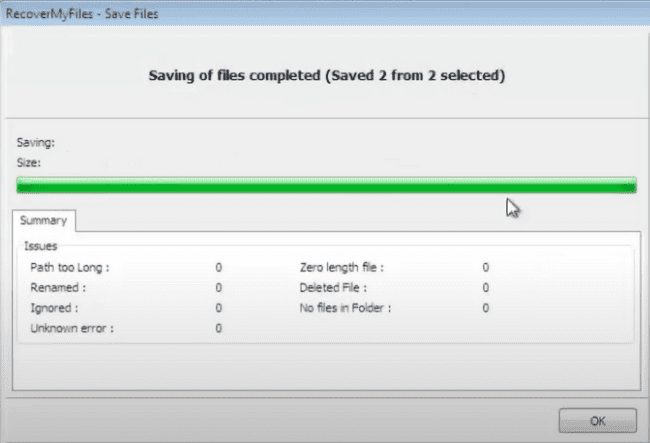 RecoverMyFiles - Save Files
Saving of files completed (Saved 2 from 2 selected)
Saving:
Size:
Summary
Issues
Path too Long : 0 Zero length file : 0
Renamed : 0 Deleted File : 0
Ignored : 0 No files in Folder : 0
Unknown error : 0
OK